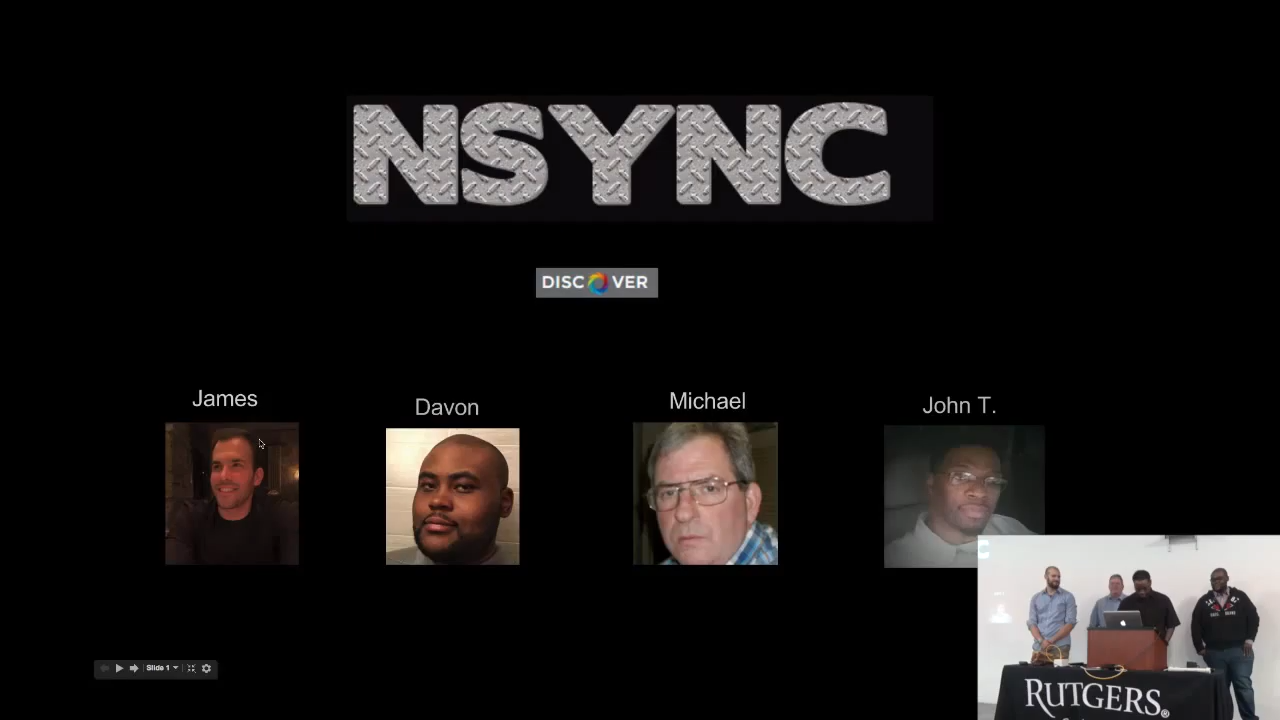 NSYNC
DISCOVER
James
Davon
Michael
John T.
Slide 1
RUTGERS®